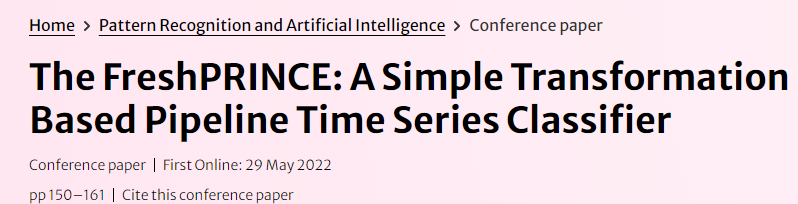 Home > Pattern Recognition and Artificial Intelligence > Conference paper
The FreshPRINCE: A Simple Transformation
Based Pipeline Time Series Classifier
Conference paper | First Online: 29 May 2022
pp 150–161 | Cite this conference paper